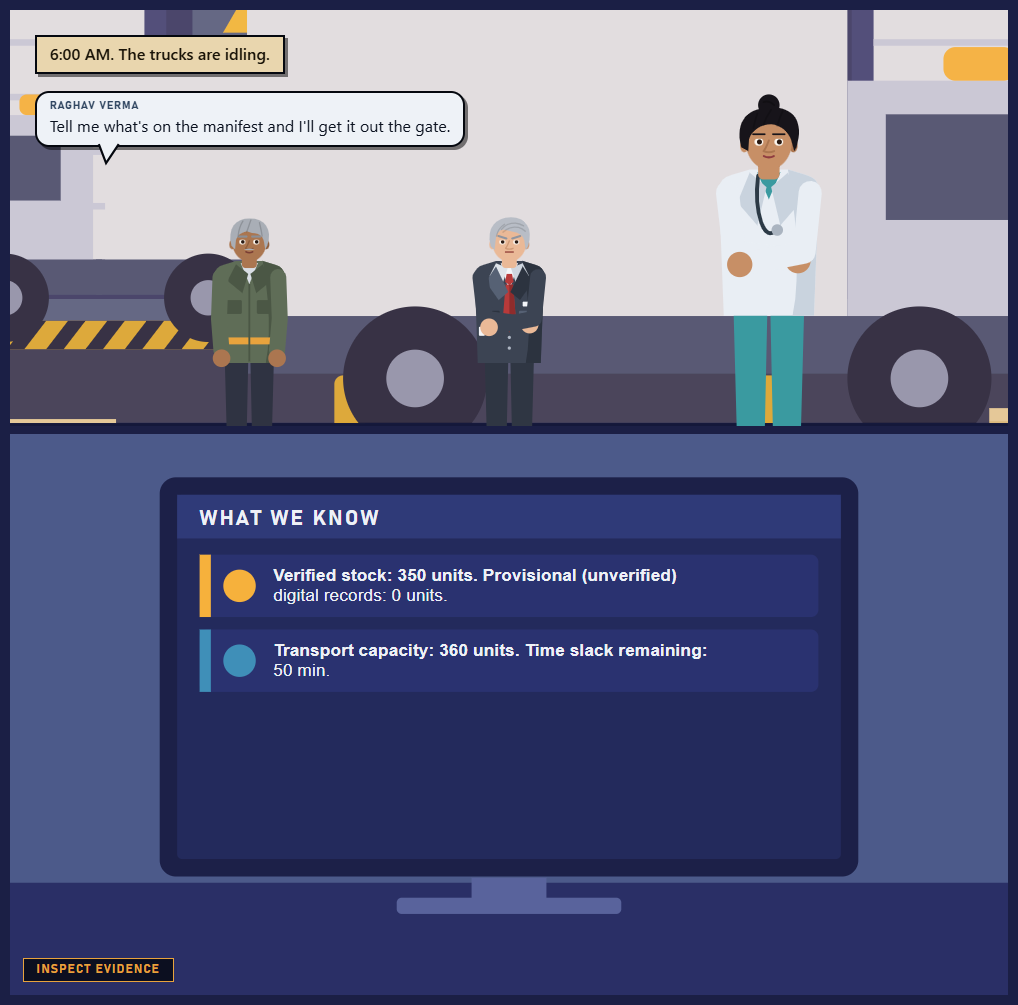 6:00 AM. The trucks are idling.
RAGHAV VERMA
Tell me what's on the manifest and I'll get it out the gate.
WHAT WE KNOW
Verified stock: 350 units. Provisional (unverified)
digital records: 0 units.
Transport capacity: 360 units. Time slack remaining:
50 min.
INSPECT EVIDENCE